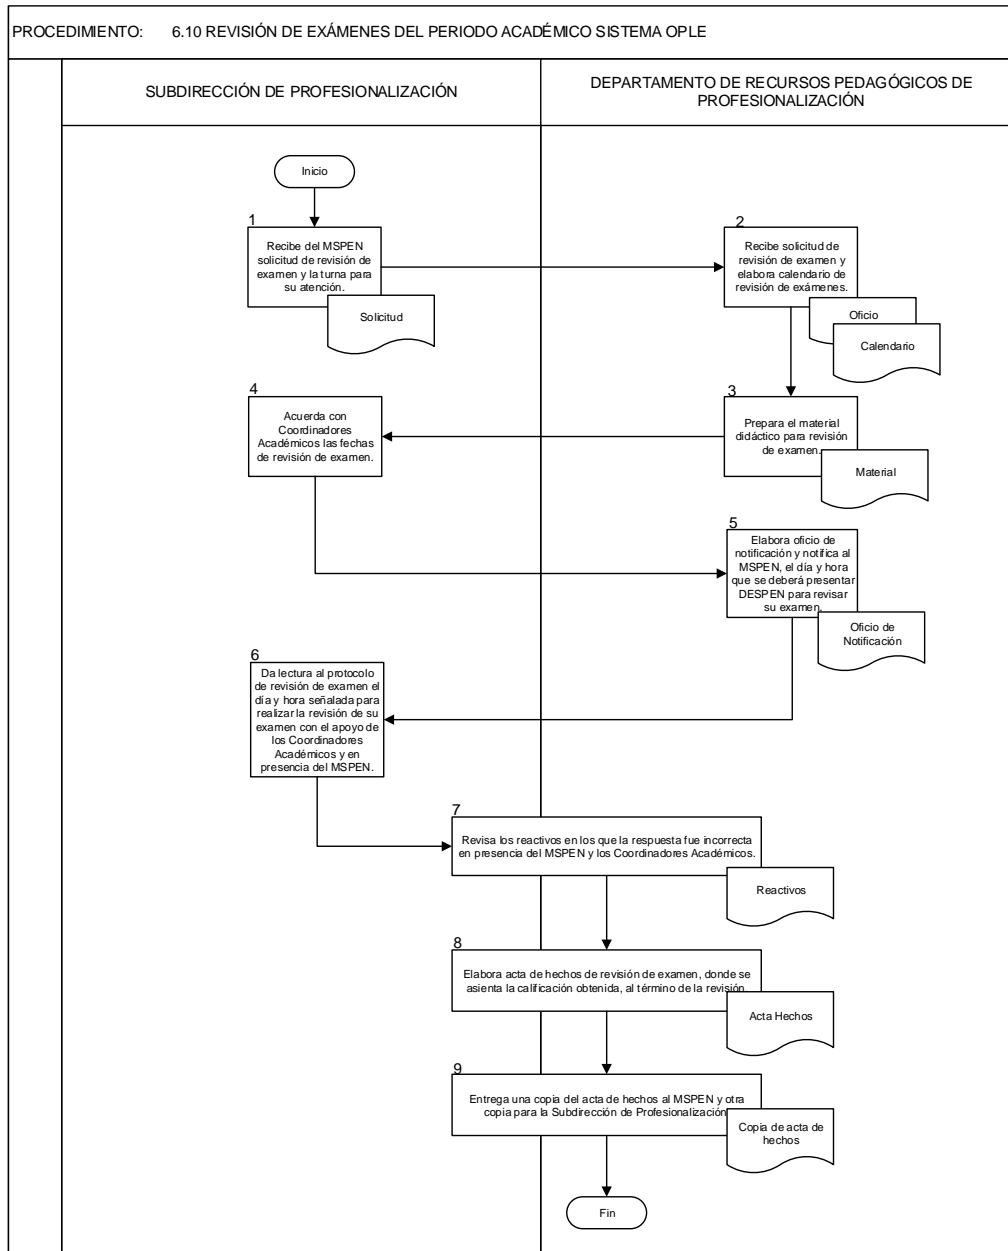 PROCEDIMIENTO: 6.10 REVISIÓN DE EXÁMENES DEL PERIODO ACADÉMICO SISTEMA OPLE
SUBDIRECCIÓN DE PROFESIONALIZACIÓN
DEPARTAMENTO DE RECURSOS PEDAGÓGICOS DE
PROFESIONALIZACIÓN
Inicio
1
Recibe del MSPEN
solicitud de revisión de
examen y la turna para
su atención.
Solicitud
2
Recibe solicitud de
revisión de examen y
elabora calendario de
revisión de exámenes.
Oficio
Calendario
3
Prepara el material
didáctico para revisión
de examen.
Material
4
Acuerda con
Coordinadores
Académicos las fechas
de revisión de examen.
5
Elabora oficio de
notificación y notifica al
MSPEN, el día y hora
que se deberá presentar
DESPEN para revisar
su examen.
Oficio de
Notificación
6
Da lectura al protocolo
de revisión de examen el
día y hora señalada para
realizar la revisión de su
examen con el apoyo de
los Coordinadores
Académicos y en
presencia del MSPEN.
7
Revisa los reactivos en los que la respuesta fue incorrecta
en presencia del MSPEN y los Coordinadores Académicos.
Reactivos
8
Elabora acta de hechos de revisión de examen, donde se
asienta la calificación obtenida, al término de la revisión.
Acta Hechos
9
Entrega una copia del acta de hechos al MSPEN y otra
copia para la Subdirección de Profesionalización
Copia de acta de
hechos
Fin